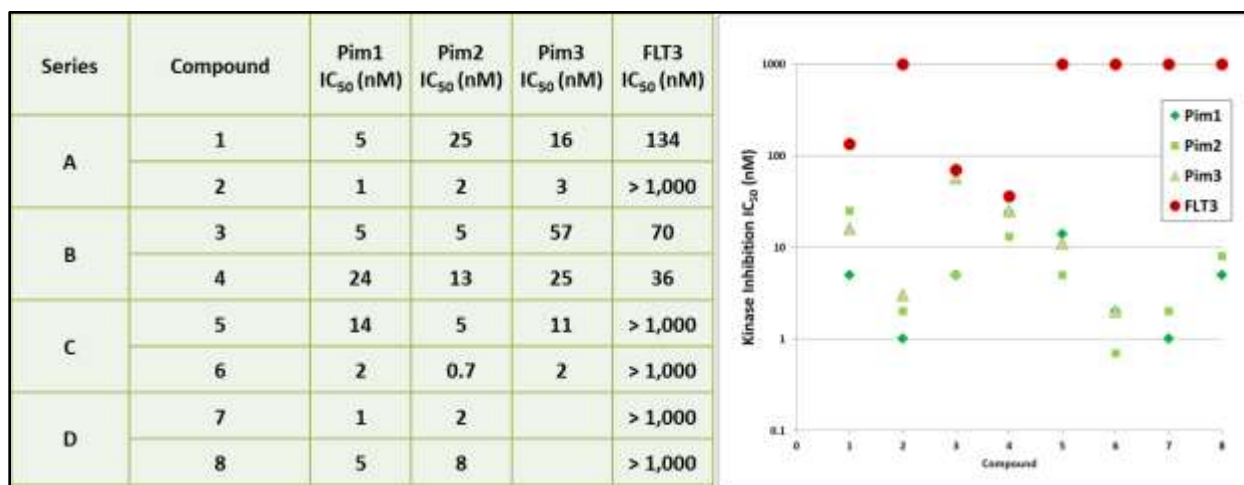 Series Compound Pim1 IC50 (nM) Pim2 IC50 (nM) Pim3 IC50 (nM) FLT3 IC50 (nM)
A 1 5 25 16 134
2 1 2 3 > 1,000
B 3 5 5 57 70
4 24 13 25 36
C 5 14 5 11 > 1,000
6 2 0.7 2 > 1,000
D 7 1 2 > 1,000
8 5 8 > 1,000
Kinase Inhibition IC50 (nM)
1000
100
10
1
0.1
0 1 2 3 4 5 6 7 8
Compound
Pim1
Pim2
Pim3
FLT3